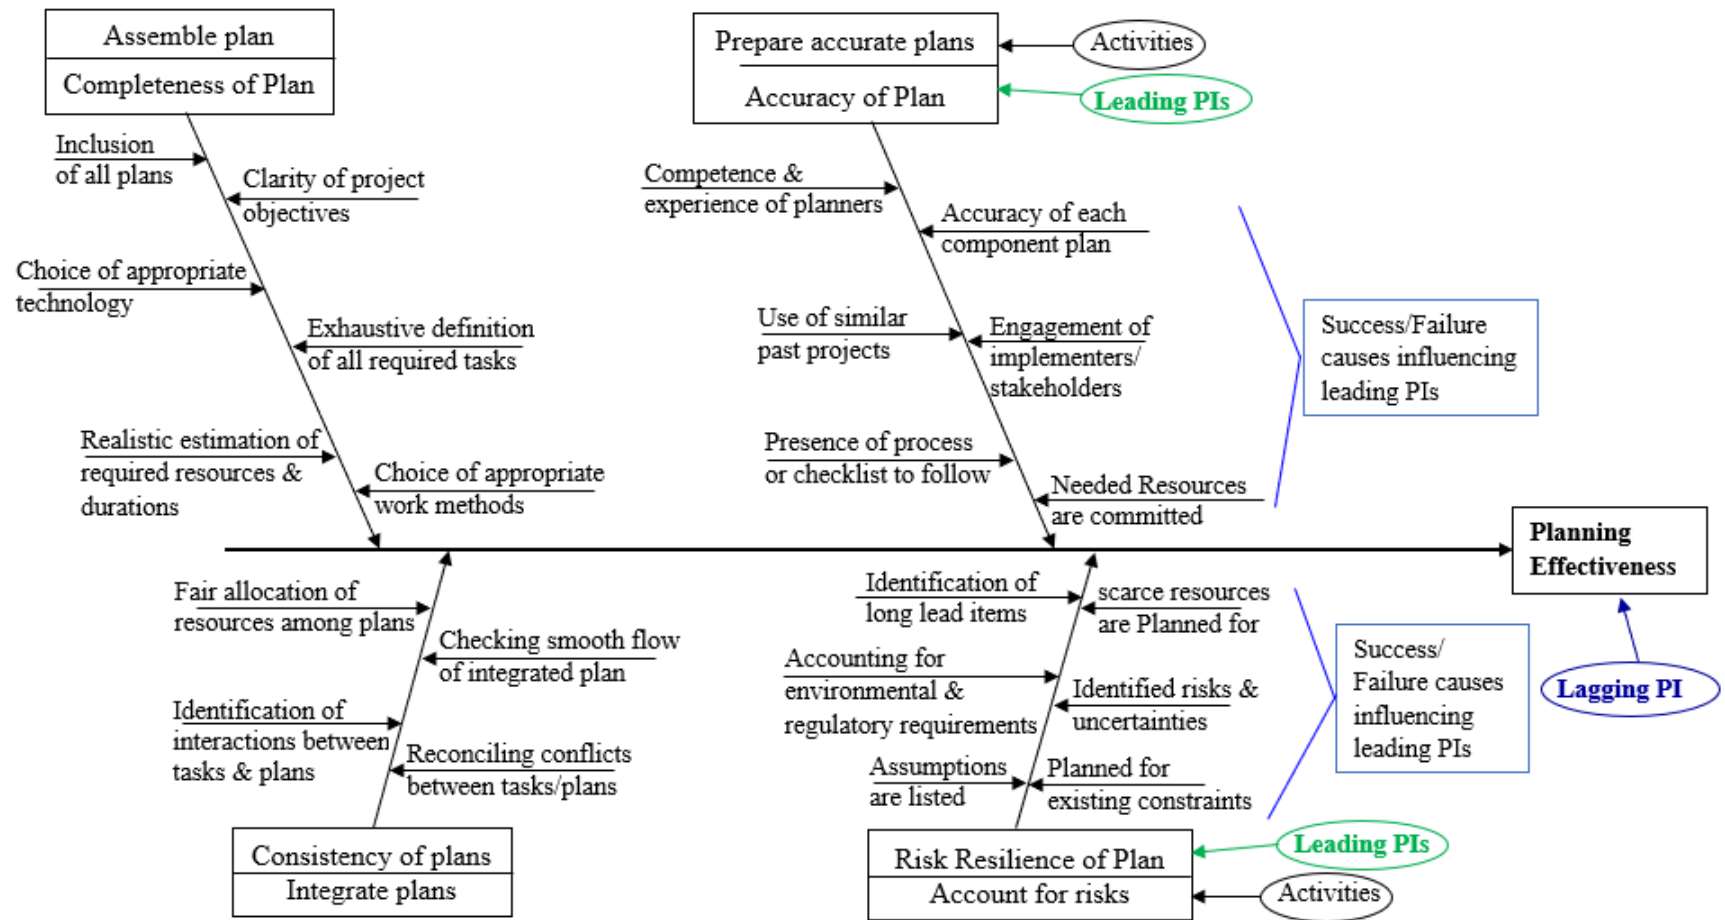 Assemble plan
Completeness of Plan
Inclusion
of all plans
Clarity of project
objectives
Choice of appropriate
technology
Exhaustive definition
of all required tasks
Realistic estimation of
required resources &
durations
Choice of appropriate
work methods
Prepare accurate plans
Accuracy of Plan
Activities
Leading PIs
Competence &
experience of planners
Accuracy of each
component plan
Use of similar
past projects
Engagement of
implementers/
stakeholders
Presence of process
or checklist to follow
Needed Resources
are committed
Success/Failure
causes influencing
leading PIs
Planning
Effectiveness
Lagging PI
Fair allocation of
resources among plans
Checking smooth flow
of integrated plan
Identification of
interactions between
tasks & plans
Reconciling conflicts
between tasks/plans
Consistency of plans
Integrate plans
Identification of
long lead items
scarce resources
are Planned for
Accounting for
environmental &
regulatory requirements
Identified risks &
uncertainties
Assumptions
are listed
Planned for
existing constraints
Success/
Failure causes
influencing
leading PIs
Risk Resilience of Plan
Account for risks
Leading PIs
Activities